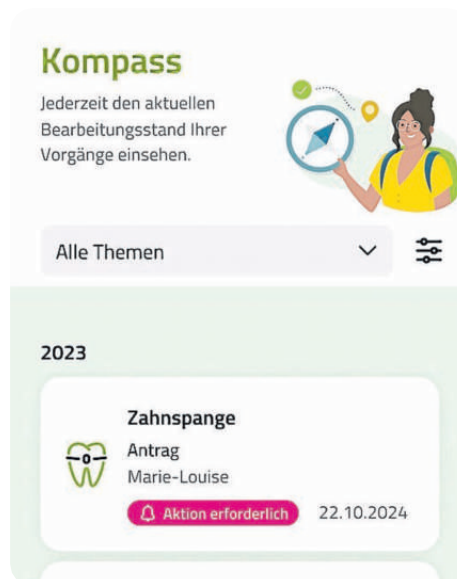 Kompass
Jederzeit den aktuellen
Bearbeitungsstand Ihrer
Vorgänge einsehen.
Alle Themen
2023
Zahnspange
Antrag
Marie-Louise
Aktion erforderlich 22.10.2024